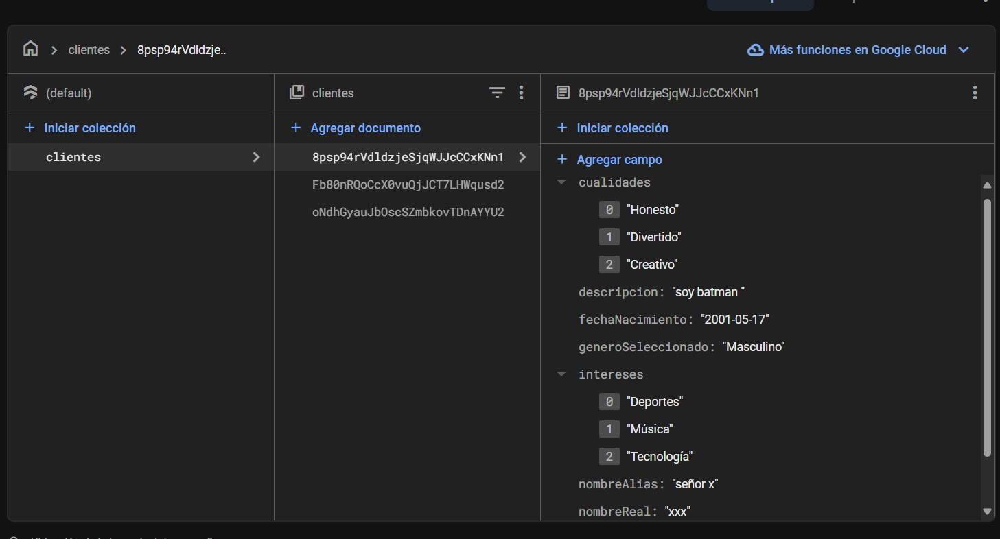 clientes
8psp94rVdldzje..
Más funciones en Google Cloud
(default)
clientes
8psp94rVdldzjeSjqWJJcCCxKNn1
Iniciar colección
Agregar documento
Iniciar colección
clientes
8psp94rVdldzjeSjqWJJcCCxKNn1
Fb80nRQoCcX0vuQjJCT7LHWqusd2
oNdhGyauJbOscSZmbkovTDnAYYU2
Agregar campo
cualidades
0 "Honesto"
1 "Divertido"
2 "Creativo"
descripcion: "soy batman "
fechaNacimiento: "2001-05-17"
generoSeleccionado: "Masculino"
intereses
0 "Deportes"
1 "Música"
2 "Tecnología"
nombreAlias: "señor x"
nombreReal: "xxx"